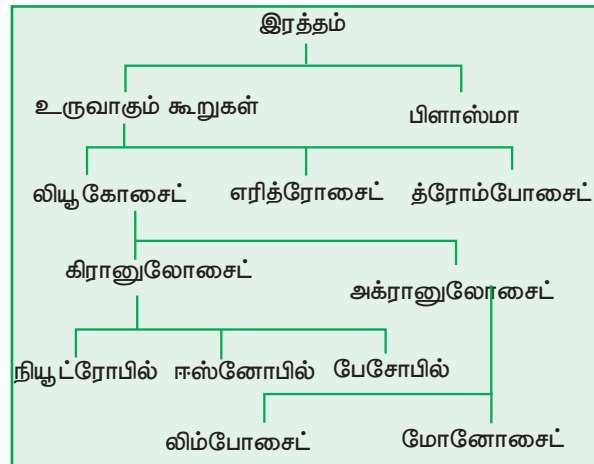 இரத்தம்
உருவாகும் கூறுகள் பிளாஸ்மா
லியூகோசைட் எரித்ரோசைட் த்ரோம்போசைட்
கிரானுலோசைட் அக்ரானுலோசைட்
நியூட்ரோபில் ஈஸ்னோபில் பேசோபில்
லிம்போசைட் மோனோசைட்